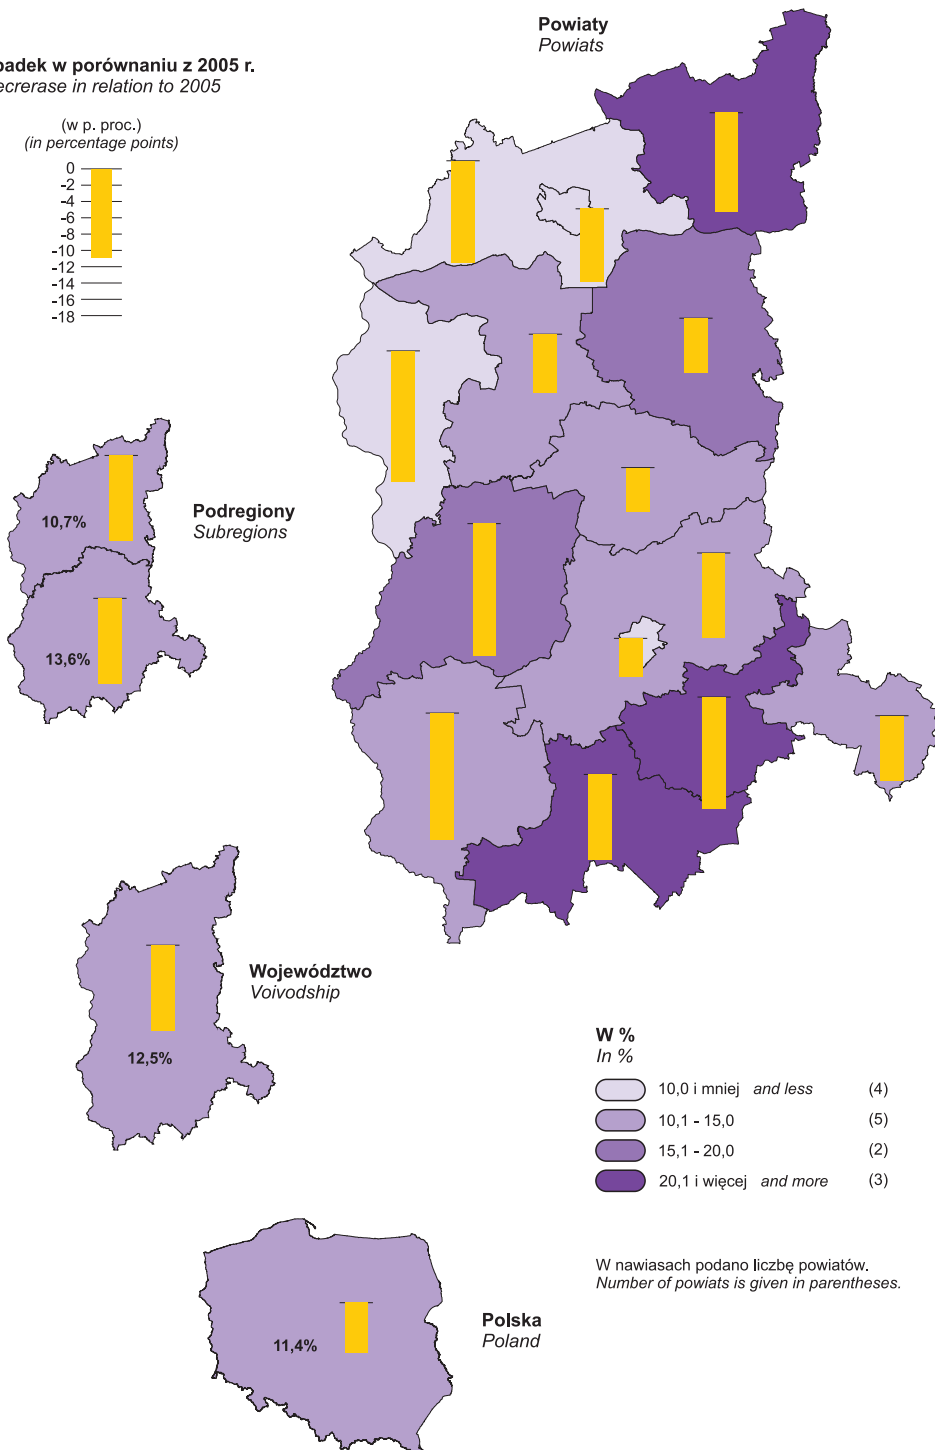 Powiaty
Powiats
padek w porównaniu z 2005 r.
ecrerase in relation to 2005
(w p. proc.)
(in percentage points)
0
-2
-4
-6
-8
-10
-12
-14
-16
-18
10,7%
Podregiony
Subregions
13,6%
Województwo
Voivodship
12,5%
W %
In %
10,0 i mniej and less (4)
10,1 - 15,0 (5)
15,1 - 20,0 (2)
20,1 i więcej and more (3)
W nawiasach podano liczbę powiatów.
Number of powiats is given in parentheses.
Polska
Poland
11,4%